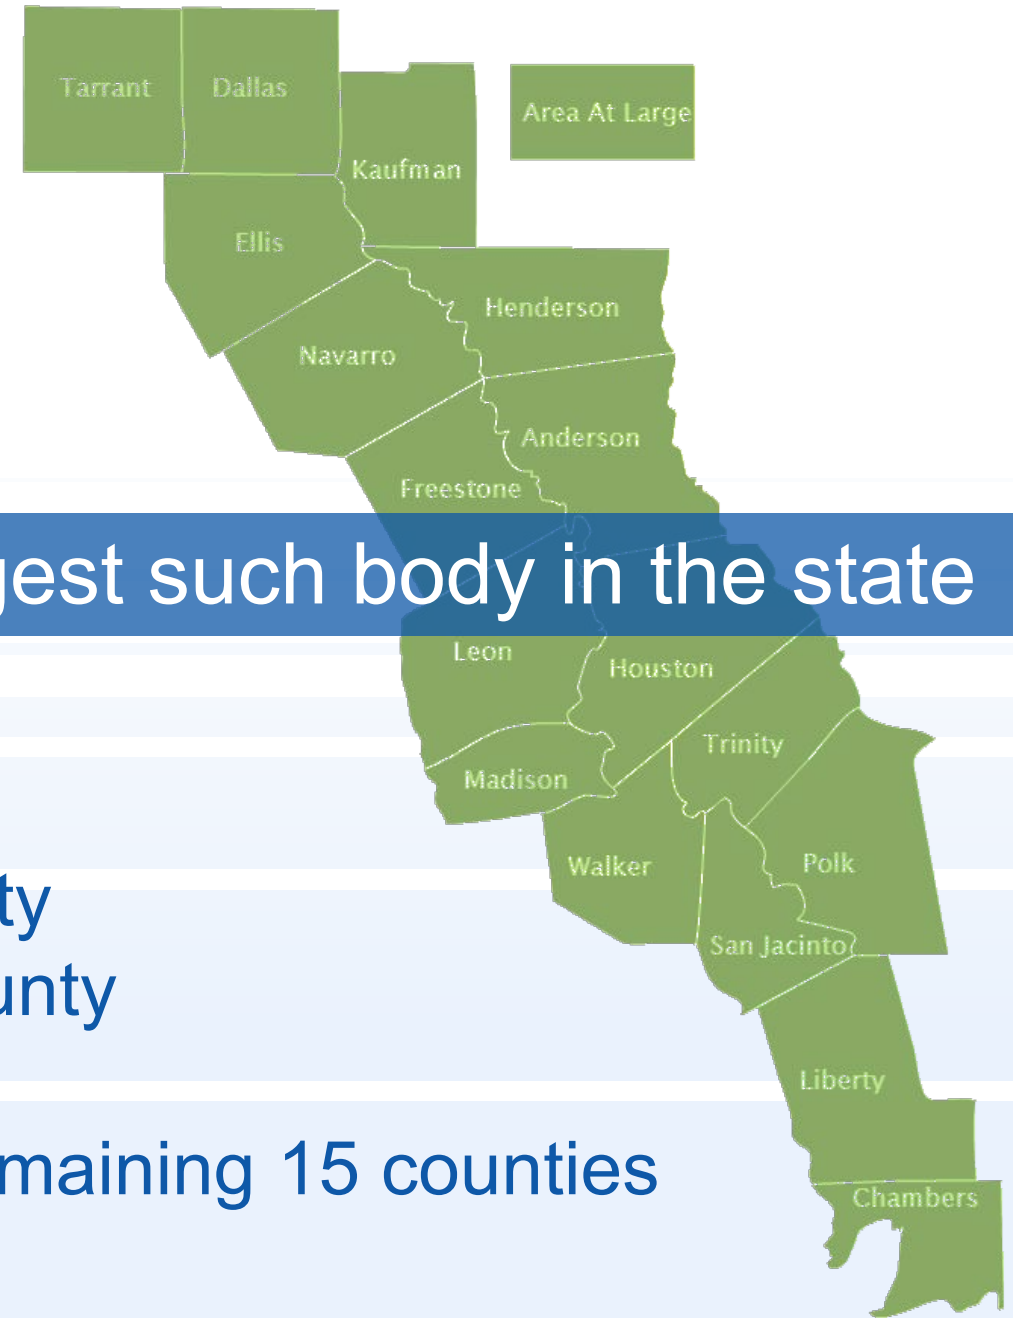 Tarrant
Dallas
Area At Large
Kaufman
Ellis
Henderson
Navarro
Anderson
Freestone
gest such body in the state
Leon
Houston
Trinity
Madison
Walker
Polk
ty
unty
San Jacinto
Liberty
maining 15 counties
Chambers